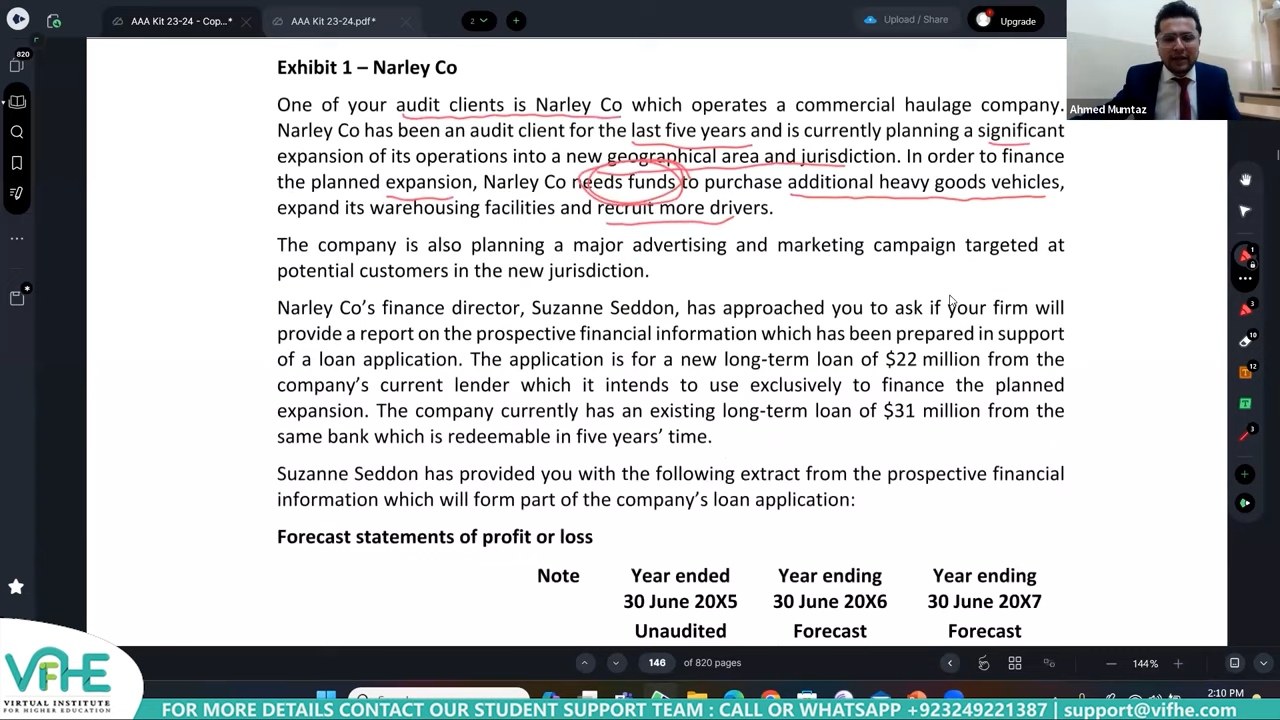 AAA Kit 23-24 - Cop...*
AAA Kit 23-24.pdf*
2
Upload / Share
Upgrade
820
Ahmed Mumtaz
Exhibit 1 – Narley Co
One of your audit clients is Narley Co which operates a commercial haulage company.
Narley Co has been an audit client for the last five years and is currently planning a significant
expansion of its operations into a new geographical area and jurisdiction. In order to finance
the planned expansion, Narley Co needs funds to purchase additional heavy goods vehicles,
expand its warehousing facilities and recruit more drivers.
The company is also planning a major advertising and marketing campaign targeted at
potential customers in the new jurisdiction.
Narley Co’s finance director, Suzanne Seddon, has approached you to ask if your firm will
provide a report on the prospective financial information which has been prepared in support
of a loan application. The application is for a new long-term loan of $22 million from the
company’s current lender which it intends to use exclusively to finance the planned
expansion. The company currently has an existing long-term loan of $31 million from the
same bank which is redeemable in five years’ time.
Suzanne Seddon has provided you with the following extract from the prospective financial
information which will form part of the company’s loan application:
Forecast statements of profit or loss
Note Year ended Year ending Year ending
30 June 20X5 30 June 20X6 30 June 20X7
Unaudited Forecast Forecast
1
3
10
12
3
146 of 820 pages
144%
2:10 PM
VFHE
VIRTUAL INSTITUTE
FOR HIGHER EDUCATION
FOR MORE DETAILS CONTACT OUR STUDENT SUPPORT TEAM : CALL OR WHATSAPP +923249221387 | support@vifhe.com